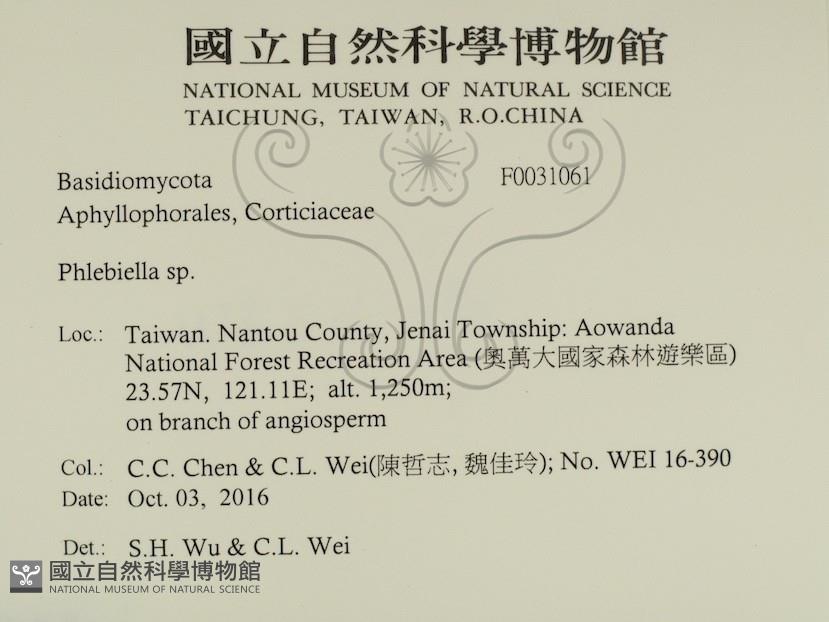 國立自然科學博物館
NATIONAL MUSEUM OF NATURAL SCIENCE
TAICHUNG, TAIWAN, R.O.CHINA
Basidiomycota F0031061
Aphyllophorales, Corticiaceae
Phlebiella sp.
Loc.: Taiwan. Nantou County, Jenai Township: Aowanda
National Forest Recreation Area (奧萬大國家森林遊樂區)
23.57N, 121.11E; alt. 1,250m;
on branch of angiosperm
Col.: C.C. Chen & C.L. Wei(陳哲志, 魏佳玲); No. WEI 16-390
Date: Oct. 03, 2016
Det.: S.H. Wu & C.L. Wei
國立自然科學博物館
NATIONAL MUSEUM OF NATURAL SCIENCE